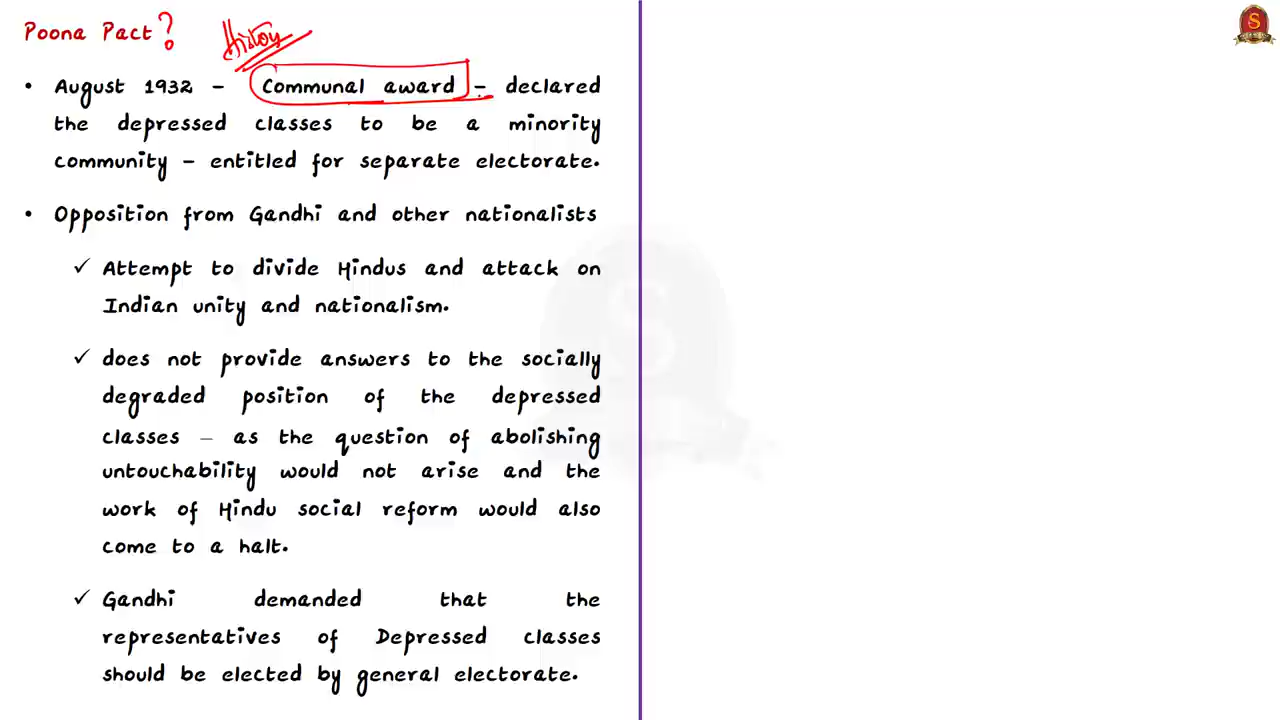 Poona Pact?
History
• August 1932 - Communal award - declared
the depressed classes to be a minority
community - entitled for separate electorate.
• Opposition from Gandhi and other nationalists
✓ Attempt to divide Hindus and attack on
Indian unity and nationalism.
✓ does not provide answers to the socially
degraded position of the depressed
classes – as the question of abolishing
untouchability would not arise and the
work of Hindu social reform would also
come to a halt.
✓ Gandhi demanded that the
representatives of Depressed classes
should be elected by general electorate.
S